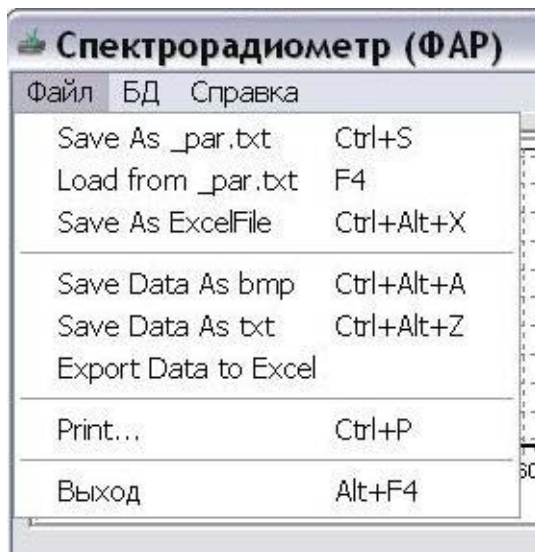 Спектрорадиометр (ФАР)
Файл БД Справка
Save As _par.txt Ctrl+S
Load from _par.txt F4
Save As ExcelFile Ctrl+Alt+X
Save Data As bmp Ctrl+Alt+A
Save Data As txt Ctrl+Alt+Z
Export Data to Excel
Print... Ctrl+P
Выход Alt+F4